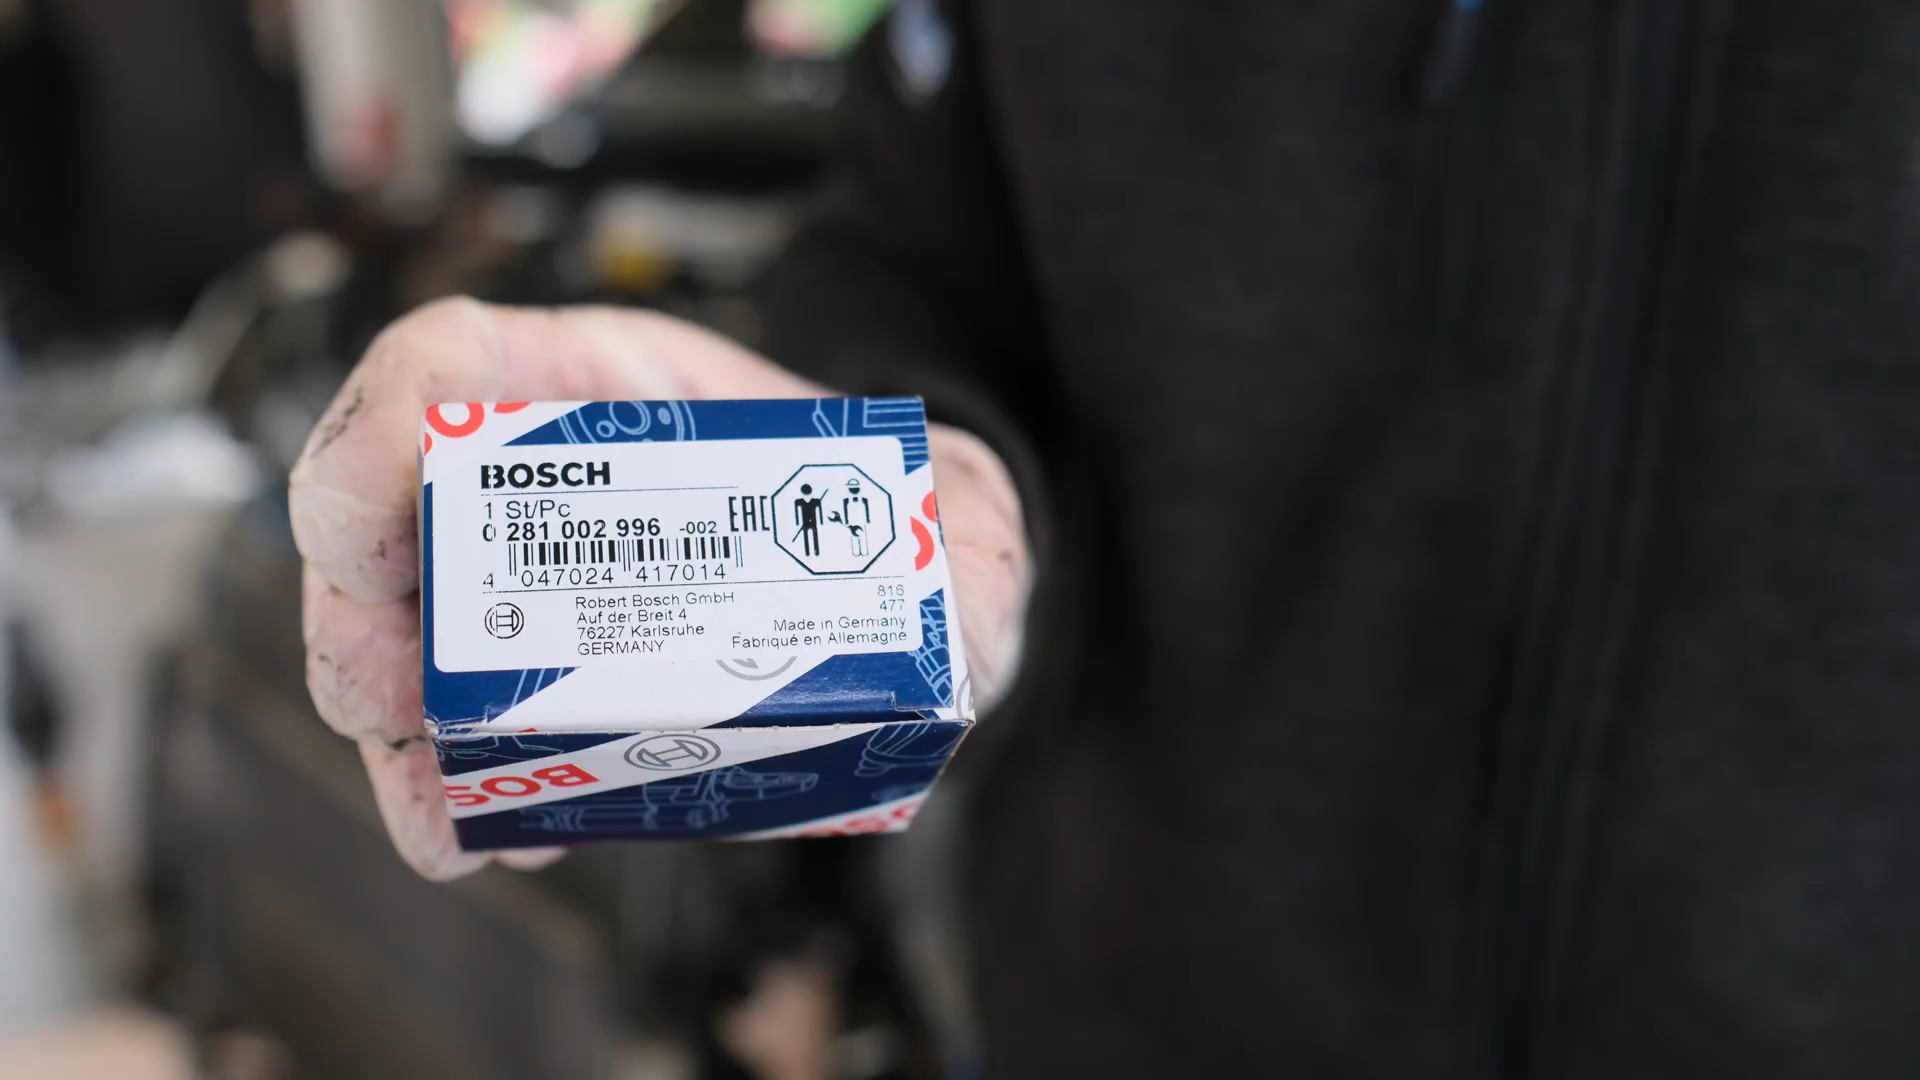 BOSCH
1 St/Pc
0 281 002 996 -002
EAC
4 047024 417014
Robert Bosch GmbH
Auf der Breit 4
76227 Karlsruhe
GERMANY
816
477
Made in Germany
Fabriqué en Allemagne
BOS